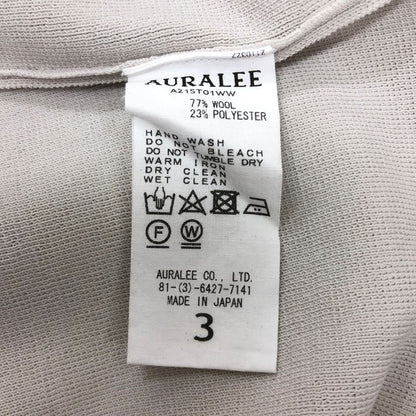 AURALEE
A21ST01WW
77% WOOL
23% POLYESTER
HAND WASH
DO NOT BLEACH
DO NOT TUMBLE DRY
WARM IRON
DRY CLEAN
WET CLEAN
F W
AURALEE CO., LTD.
81-(3)-6427-7141
MADE IN JAPAN
3